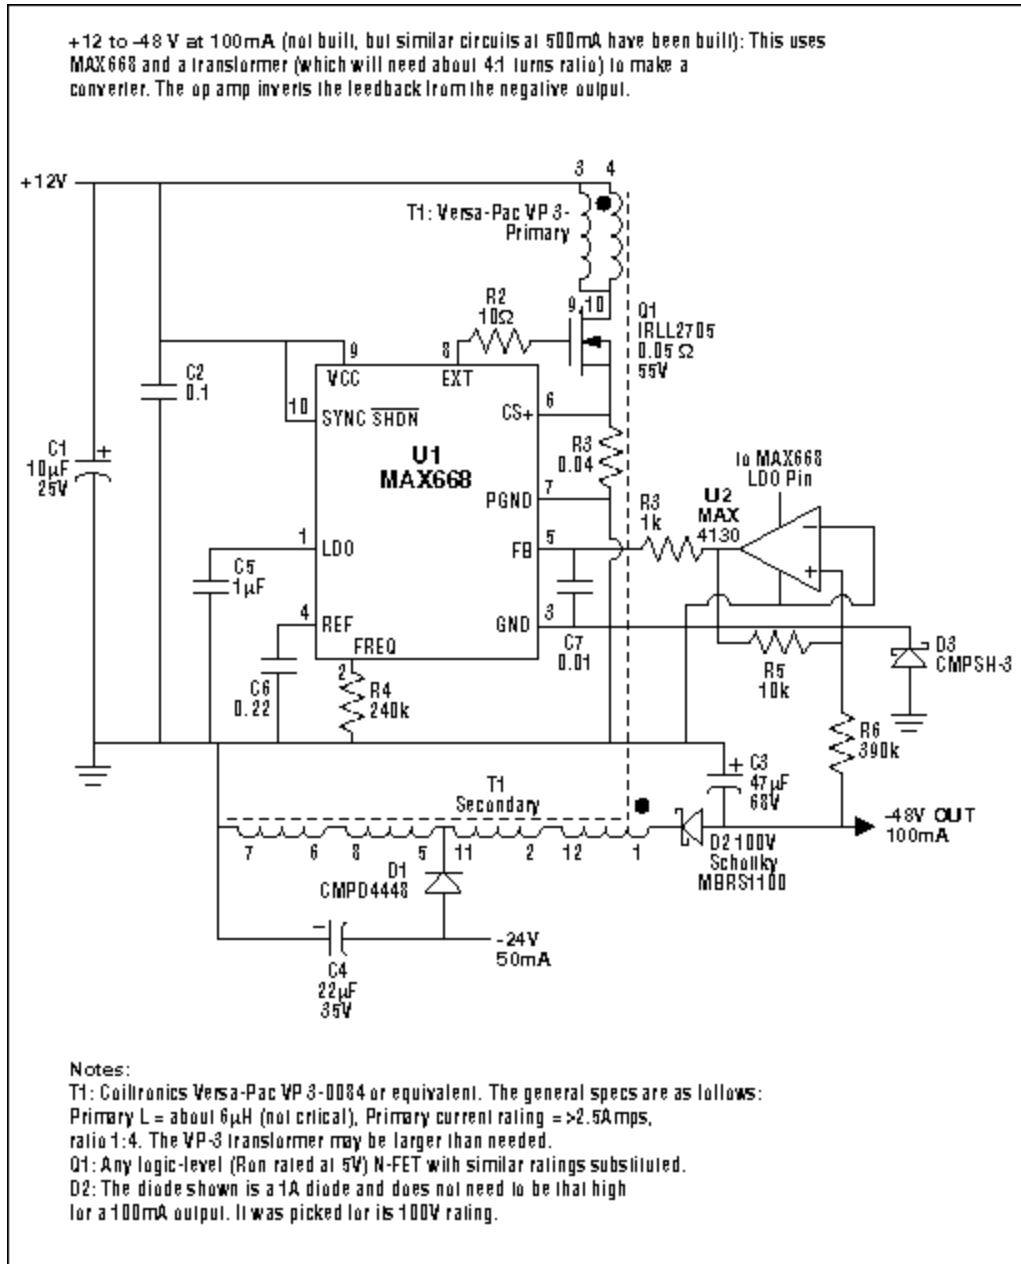 +12 to -48 V at 100mA (not built, but similar circuits at 500mA have been built): This uses
MAX668 and a transformer (which will need about 4:1 turns ratio) to make a
converter. The op amp inverts the feedback from the negative output.
3 4
+12V
T1: Versa-Pac VP 3-
Primary
R2
10Ω
9,10
Q1
IRLL2705
0.05 Ω
55V
9
8
VCC
EXT
C2
0.1
10
SYNC SHDN
CS+
6
U1
MAX668
R3
0.04
C1
10µF
25V
+
PGND
7
to MAX668
LDO Pin
R3
1k
U2
MAX
4130
−
+
1
LDO
FB
5
C5
1µF
4
REF
GND
3
FREQ
C7
0.01
D3
CMPSH-3
C6
0.22
2
R4
240k
R5
10k
R6
390k
+
C3
47µF
68V
T1
Secondary
-48V OUT
100mA
7 6 8 5 11 2 12 1
D2 100V
Schottky
MBRS1100
D1
CMPD4448
−
C4
22µF
35V
-24V
50mA
Notes:
T1: Coiltronics Versa-Pac VP 3-0084 or equivalent. The general specs are as follows:
Primary L = about 6µH (not critical), Primary current rating = >2.5Amps,
ratio 1:4. The VP-3 transformer may be larger than needed.
Q1: Any logic-level (Ron rated at 5V) N-FET with similar ratings substituted.
D2: The diode shown is a 1A diode and does not need to be that high
for a 100mA output. It was picked for its 100V rating.